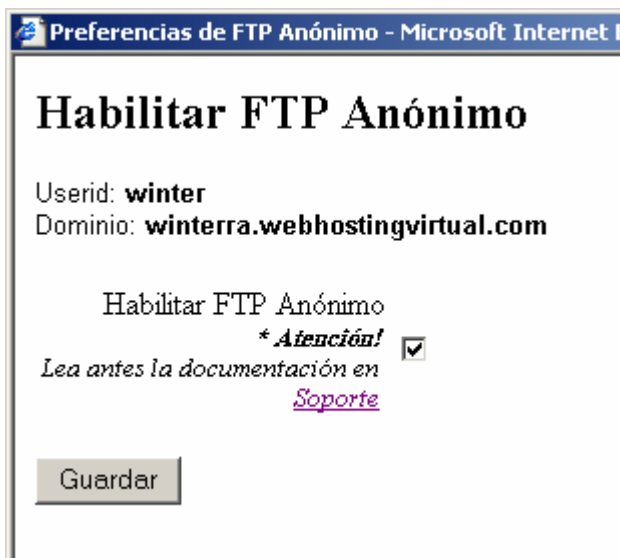 Preferencias de FTP Anónimo - Microsoft Internet
Habilitar FTP Anónimo
Userid: winter
Dominio: winterra.webhostingvirtual.com
Habilitar FTP Anónimo
* Atención!
Lea antes la documentación en
Soporte
Guardar